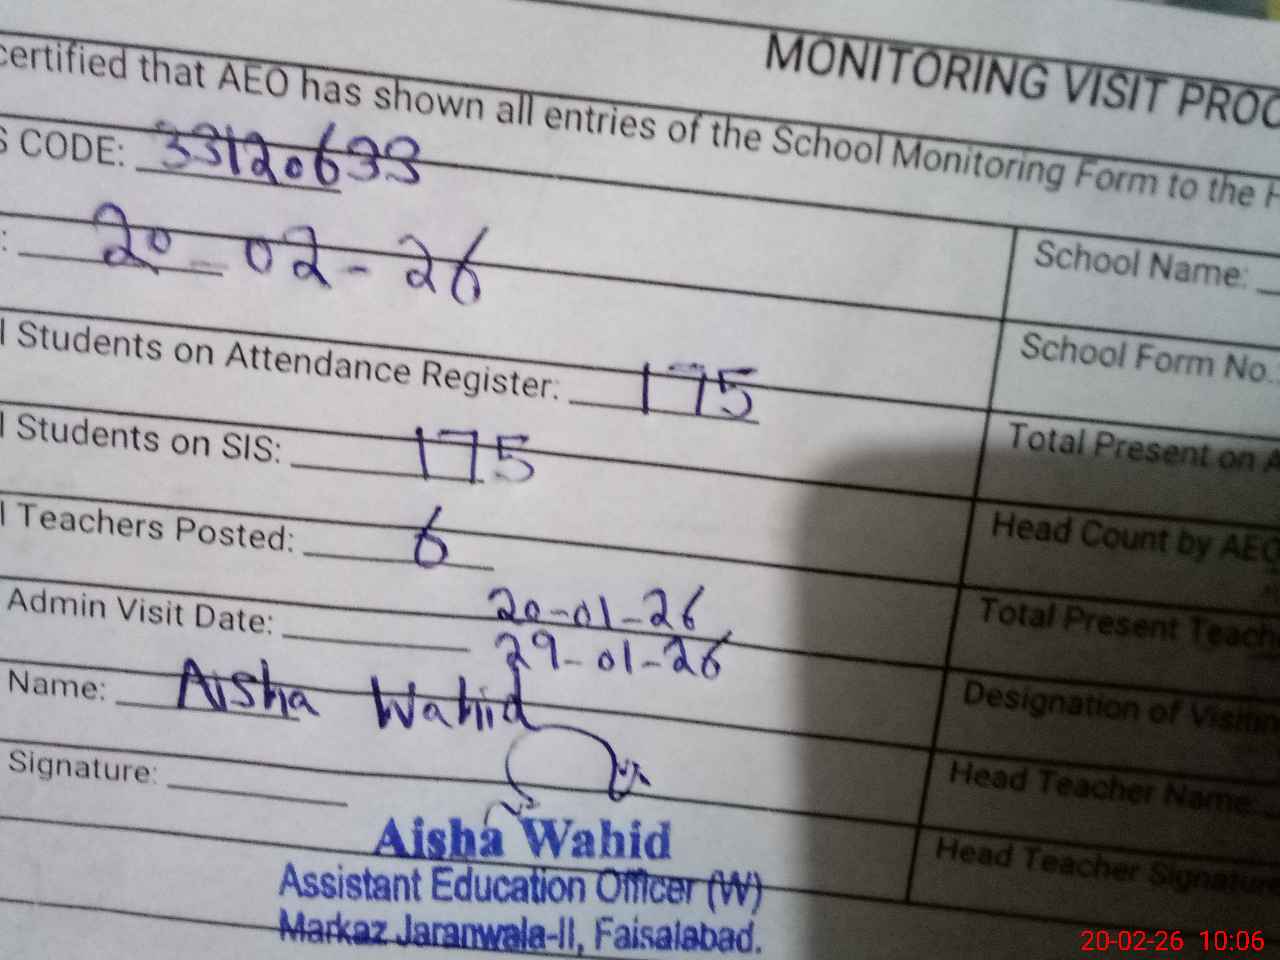 MONITORING VISIT PROC
certified that AEO has shown all entries of the School Monitoring Form to the H
S CODE: 33120633
: 20-02-26
School Name:
School Form No.:
l Students on Attendance Register: 175
Total Present on A
l Students on SIS: 175
Head Count by AEO
l Teachers Posted: 6
Total Present Teach
Admin Visit Date: 20-01-26
29-01-26
Designation of Visitin
Name: Aisha Wahid
Head Teacher Name:
Signature:
Head Teacher Signature
Aisha Wahid
Assistant Education Officer (W)
Markaz Jaranwala-II, Faisalabad.
20-02-26 10:06